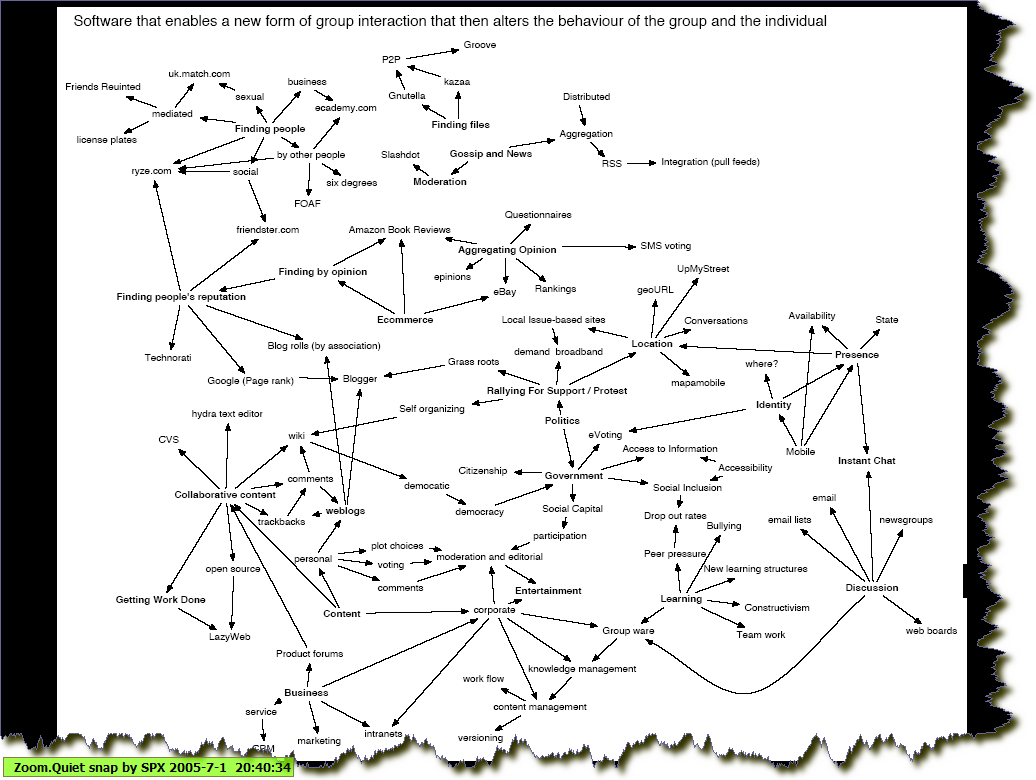 Software that enables a new form of group interaction that then alters the behaviour of the group and the individual
Groove
P2P
uk.match.com
Friends Reuinted
business
kazaa
sexual
Gnutella
Distributed
ecademy.com
mediated
Finding people
Finding files
Aggregation
license plates
by other people
Slashdot
Gossip and News
RSS
Integration (pull feeds)
ryze.com
social
six degrees
Moderation
FOAF
Questionnaires
friendster.com
Amazon Book Reviews
Aggregating Opinion
SMS voting
Finding by opinion
epinions
UpMyStreet
eBay
Rankings
geoURL
Finding people's reputation
Ecommerce
Local Issue-based sites
Conversations
Availability
State
Blog rolls (by association)
Location
Technorati
demand broadband
Presence
Grass roots
where?
Google (Page rank)
Blogger
mapamobile
Rallying For Support / Protest
Identity
hydra text editor
Self organizing
Politics
CVS
wiki
eVoting
Access to Information
Mobile
Instant Chat
comments
Citizenship
Government
Accessibility
democatic
Social Inclusion
Collaborative content
trackbacks
weblogs
democracy
Social Capital
Drop out rates
email
email lists
newsgroups
Bullying
participation
plot choices
personal
moderation and editorial
Peer pressure
voting
open source
New learning structures
comments
Entertainment
Discussion
Getting Work Done
Content
corporate
Learning
Constructivism
LazyWeb
Group ware
Team work
web boards
Product forums
knowledge management
work flow
Business
content management
service
intranets
versioning
marketing
CRM
Zoom.Quiet snap by SPX 2005-7-1 20:40:34